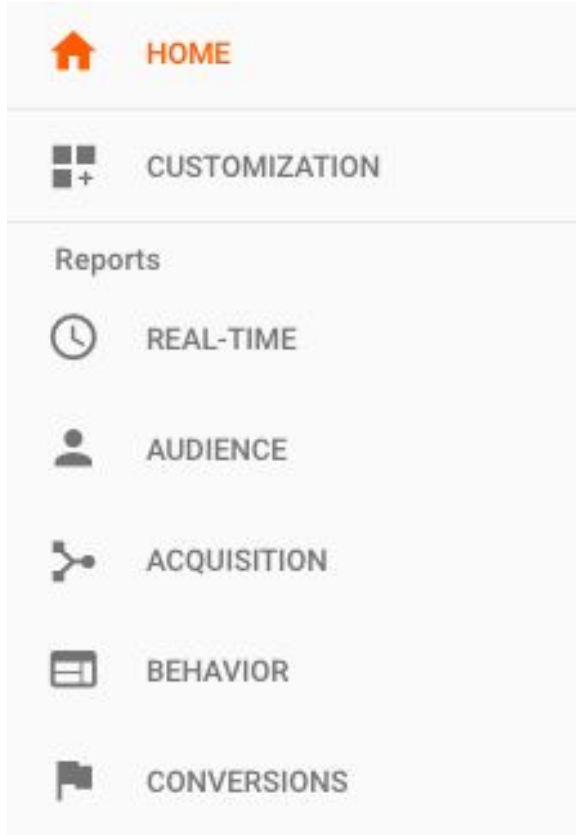 HOME
CUSTOMIZATION
Reports
REAL-TIME
AUDIENCE
ACQUISITION
BEHAVIOR
CONVERSIONS